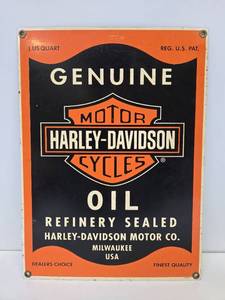 1 US QUART REG. U.S. PAT.
GENUINE
MOTOR
HARLEY-DAVIDSON
CYCLES
OIL
REFINERY SEALED
HARLEY-DAVIDSON MOTOR CO.
MILWAUKEE
USA
DEALERS CHOICE FINEST QUALITY